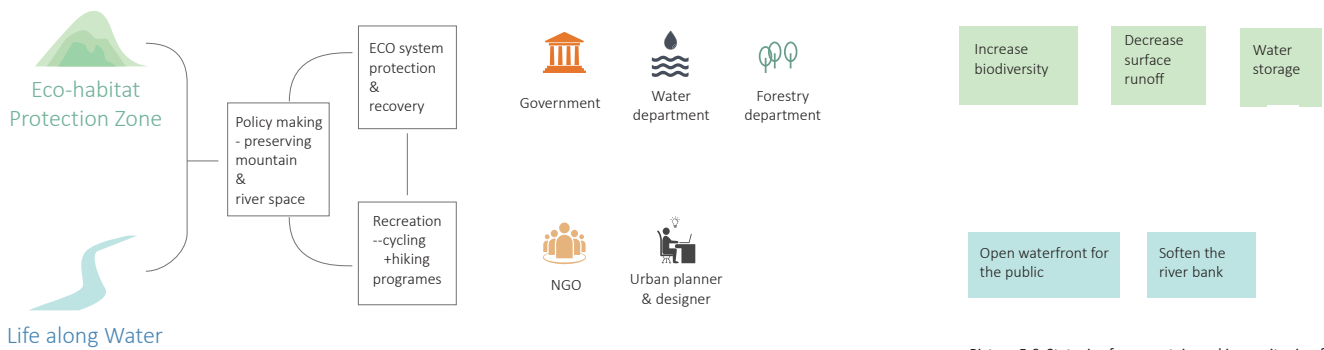 Eco-habitat
Protection Zone
Life along Water
Policy making
- preserving
mountain
&
river space
ECO system
protection
&
recovery
Recreation
--cycling
+hiking
programes
Government
Water
department
Forestry
department
NGO
Urban planner
& designer
Increase
biodiversity
Decrease
surface
runoff
Water
storage
Open waterfront for
the public
Soften the
river bank